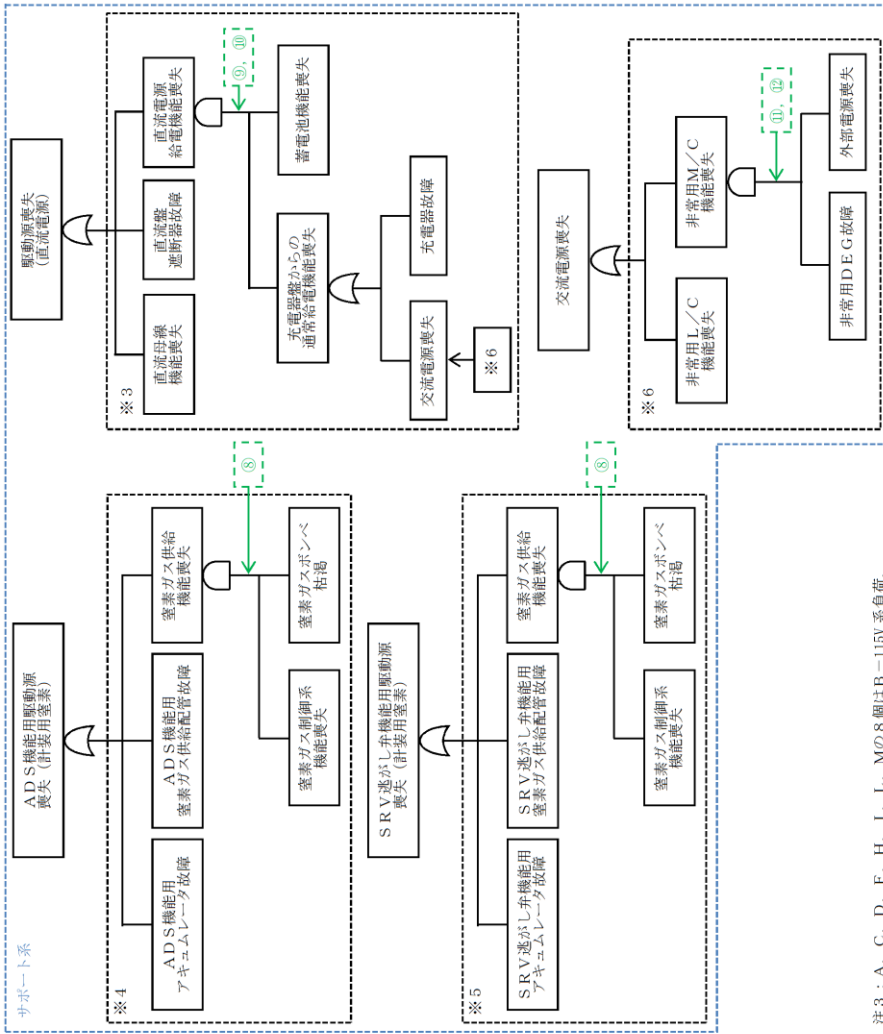 サポート系
ADS機能用駆動源
喪失(計装用窒素)
※4
ADS機能用
アキュムレータ故障
ADS機能用
窒素ガス供給配管故障
窒素ガス供給
機能喪失
⑧
窒素ガス制御系
機能喪失
窒素ガスボンベ
枯渇
駆動源喪失
(直流電源)
※3
直流母線
機能喪失
直流盤
遮断器故障
直流電源
給電機能喪失
⑨,⑩
充電器盤からの
通常給電機能喪失
蓄電池機能喪失
交流電源喪失
充電器故障
※6
SRV逃がし弁機能用駆動源
喪失(計装用窒素)
※5
SRV逃がし弁機能用
アキュムレータ故障
SRV逃がし弁機能用
窒素ガス供給配管故障
窒素ガス供給
機能喪失
⑧
窒素ガス制御系
機能喪失
窒素ガスボンベ
枯渇
交流電源喪失
※6
非常用L/C
機能喪失
非常用M/C
機能喪失
⑪,⑫
非常用DEG故障
外部電源喪失
注3:A,C,D,E,H,J,L,Mの8個はB-115V系負荷